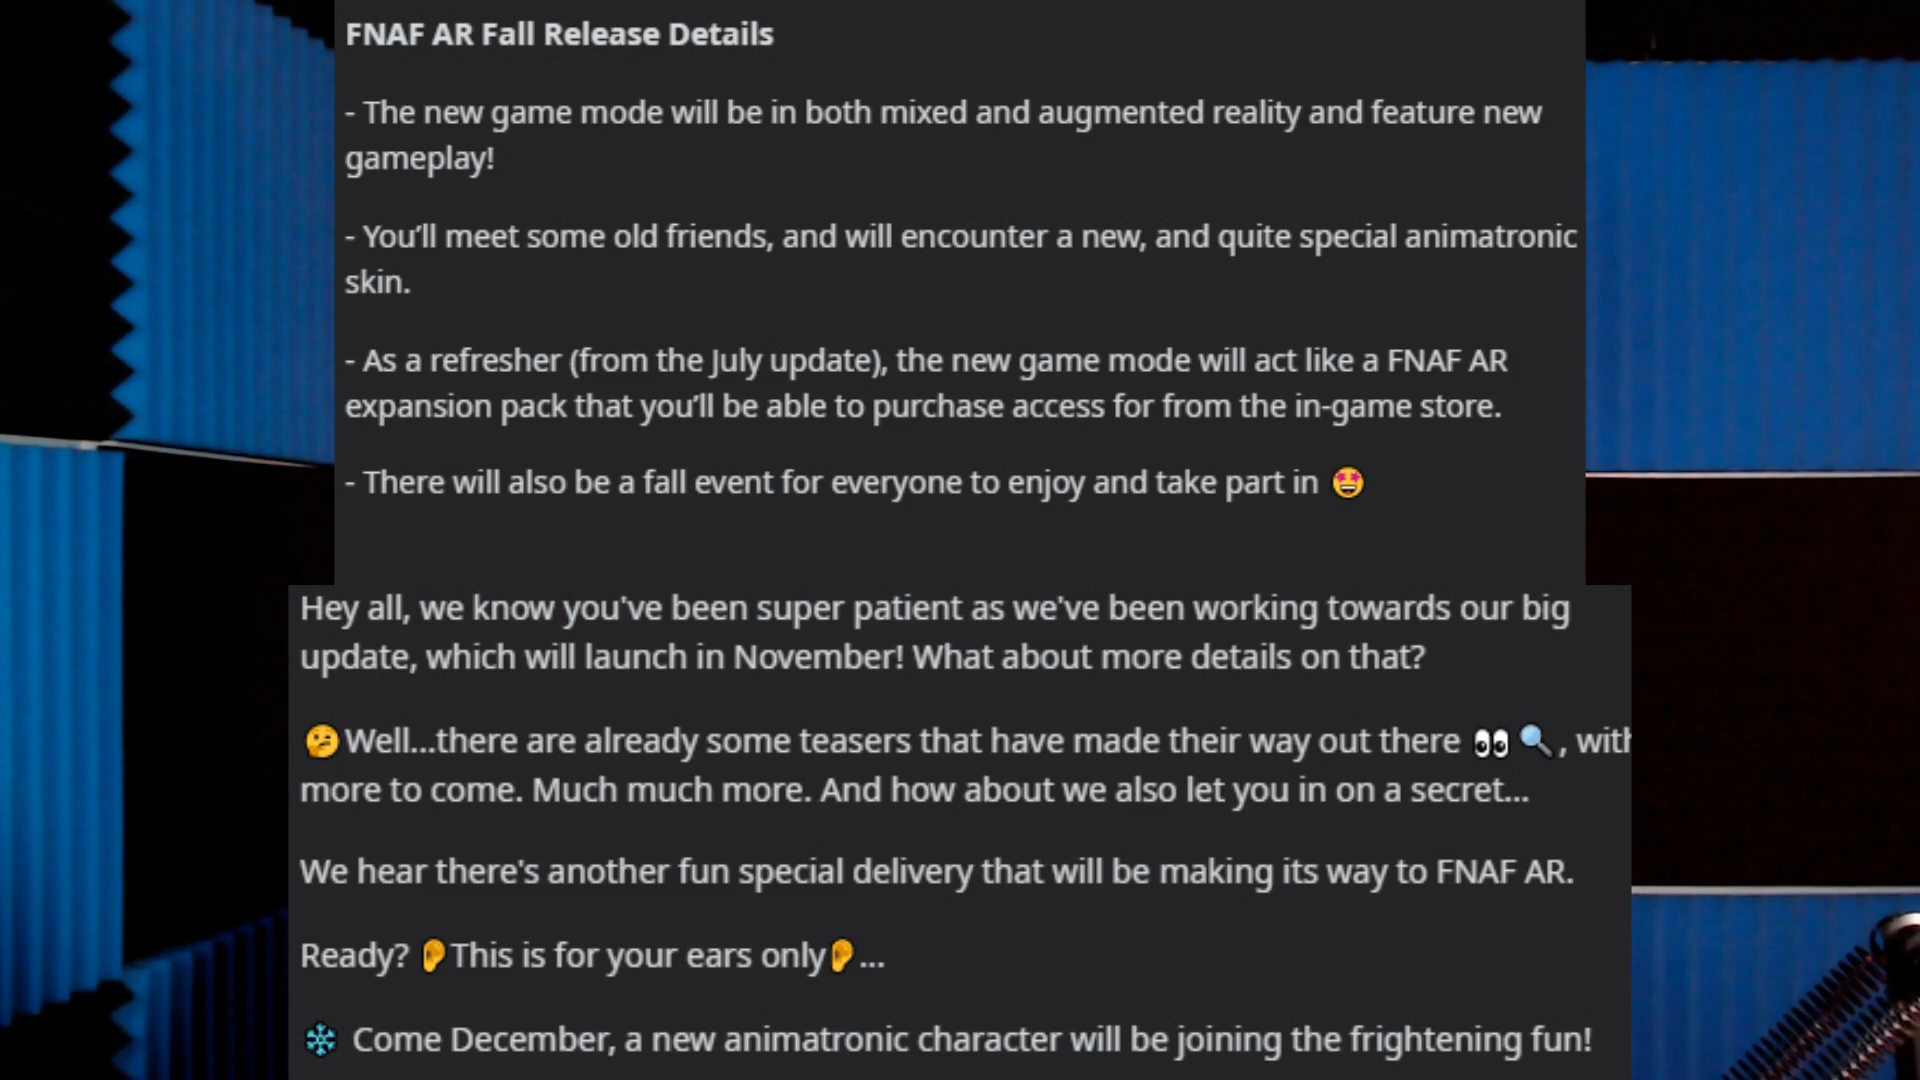 FNAF AR Fall Release Details
- The new game mode will be in both mixed and augmented reality and feature new
gameplay!
- You’ll meet some old friends, and will encounter a new, and quite special animatronic
skin.
- As a refresher (from the July update), the new game mode will act like a FNAF AR
expansion pack that you’ll be able to purchase access for from the in-game store.
- There will also be a fall event for everyone to enjoy and take part in 🤩
Hey all, we know you've been super patient as we've been working towards our big
update, which will launch in November! What about more details on that?
🤔Well...there are already some teasers that have made their way out there 👀🔍, with
more to come. Much much more. And how about we also let you in on a secret...
We hear there's another fun special delivery that will be making its way to FNAF AR.
Ready? 👂This is for your ears only👂...
❄️ Come December, a new animatronic character will be joining the frightening fun!